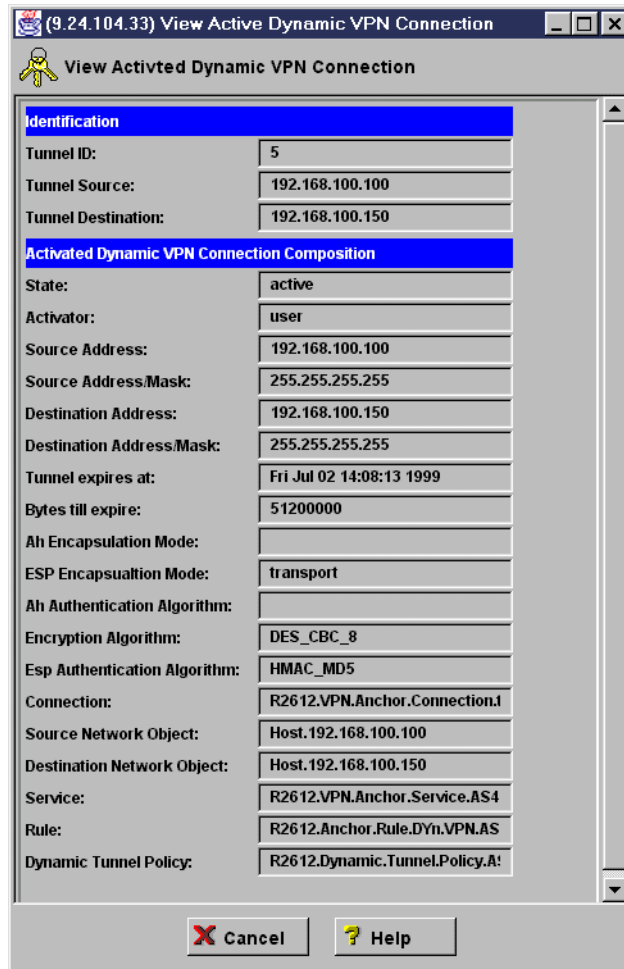 (9.24.104.33) View Active Dynamic VPN Connection
View Activted Dynamic VPN Connection
Identification
Tunnel ID: 5
Tunnel Source: 192.168.100.100
Tunnel Destination: 192.168.100.150
Activated Dynamic VPN Connection Composition
State: active
Activator: user
Source Address: 192.168.100.100
Source Address/Mask: 255.255.255.255
Destination Address: 192.168.100.150
Destination Address/Mask: 255.255.255.255
Tunnel expires at: Fri Jul 02 14:08:13 1999
Bytes till expire: 51200000
Ah Encapsulation Mode:
ESP Encapsualtion Mode: transport
Ah Authentication Algorithm:
Encryption Algorithm: DES_CBC_8
Esp Authentication Algorithm: HMAC_MD5
Connection: R2612.VPN.Anchor.Connection.
Source Network Object: Host.192.168.100.100
Destination Network Object: Host.192.168.100.150
Service: R2612.VPN.Anchor.Service.AS4
Rule: R2612.Anchor.Rule.DYn.VPN.AS
Dynamic Tunnel Policy: R2612.Dynamic.Tunnel.Policy.A
Cancel
Help